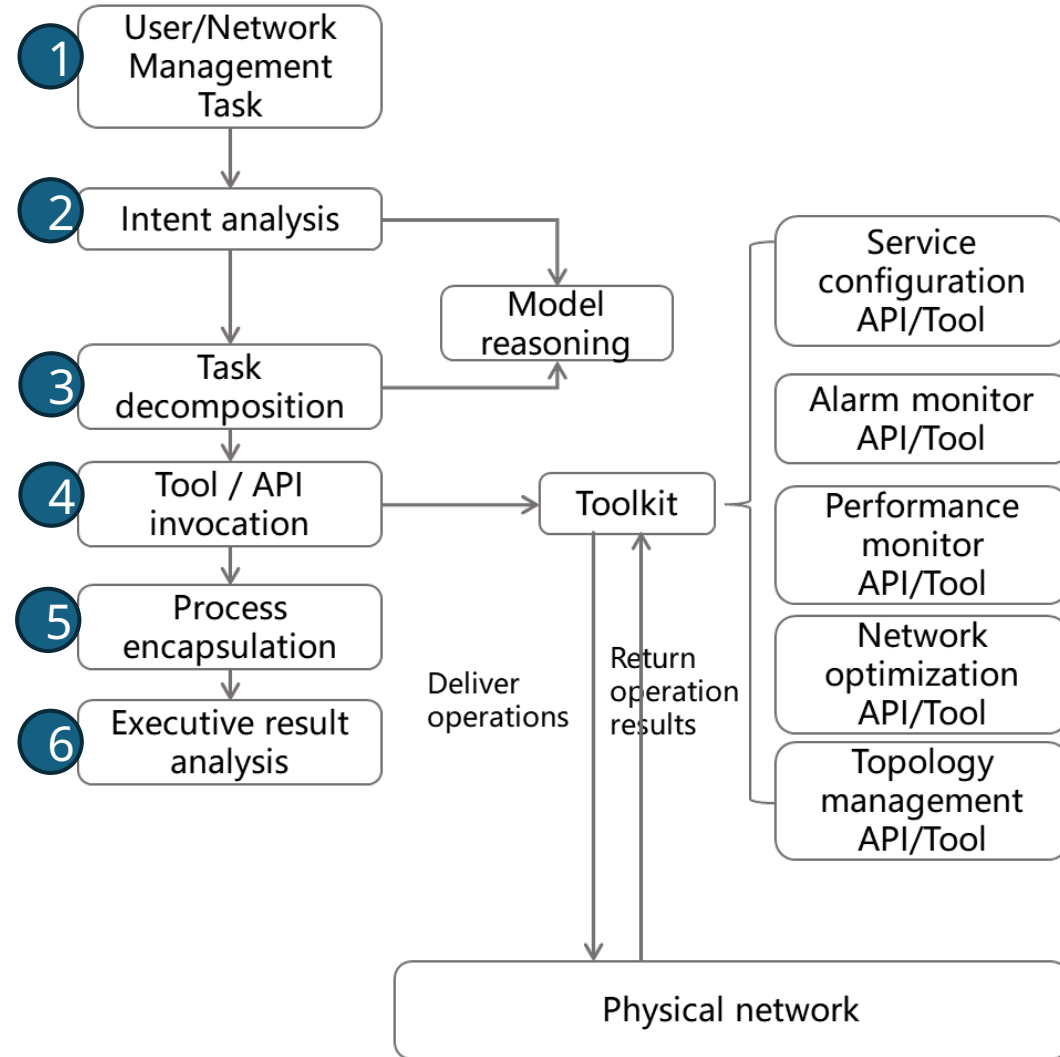 1
User/Network
Management
Task
2
Intent analysis
Model
reasoning
3
Task
decomposition
4
Tool / API
invocation
Toolkit
5
Process
encapsulation
6
Executive result
analysis
Deliver
operations
Return
operation
results
Service
configuration
API/Tool
Alarm monitor
API/Tool
Performance
monitor
API/Tool
Network
optimization
API/Tool
Topology
management
API/Tool
Physical network